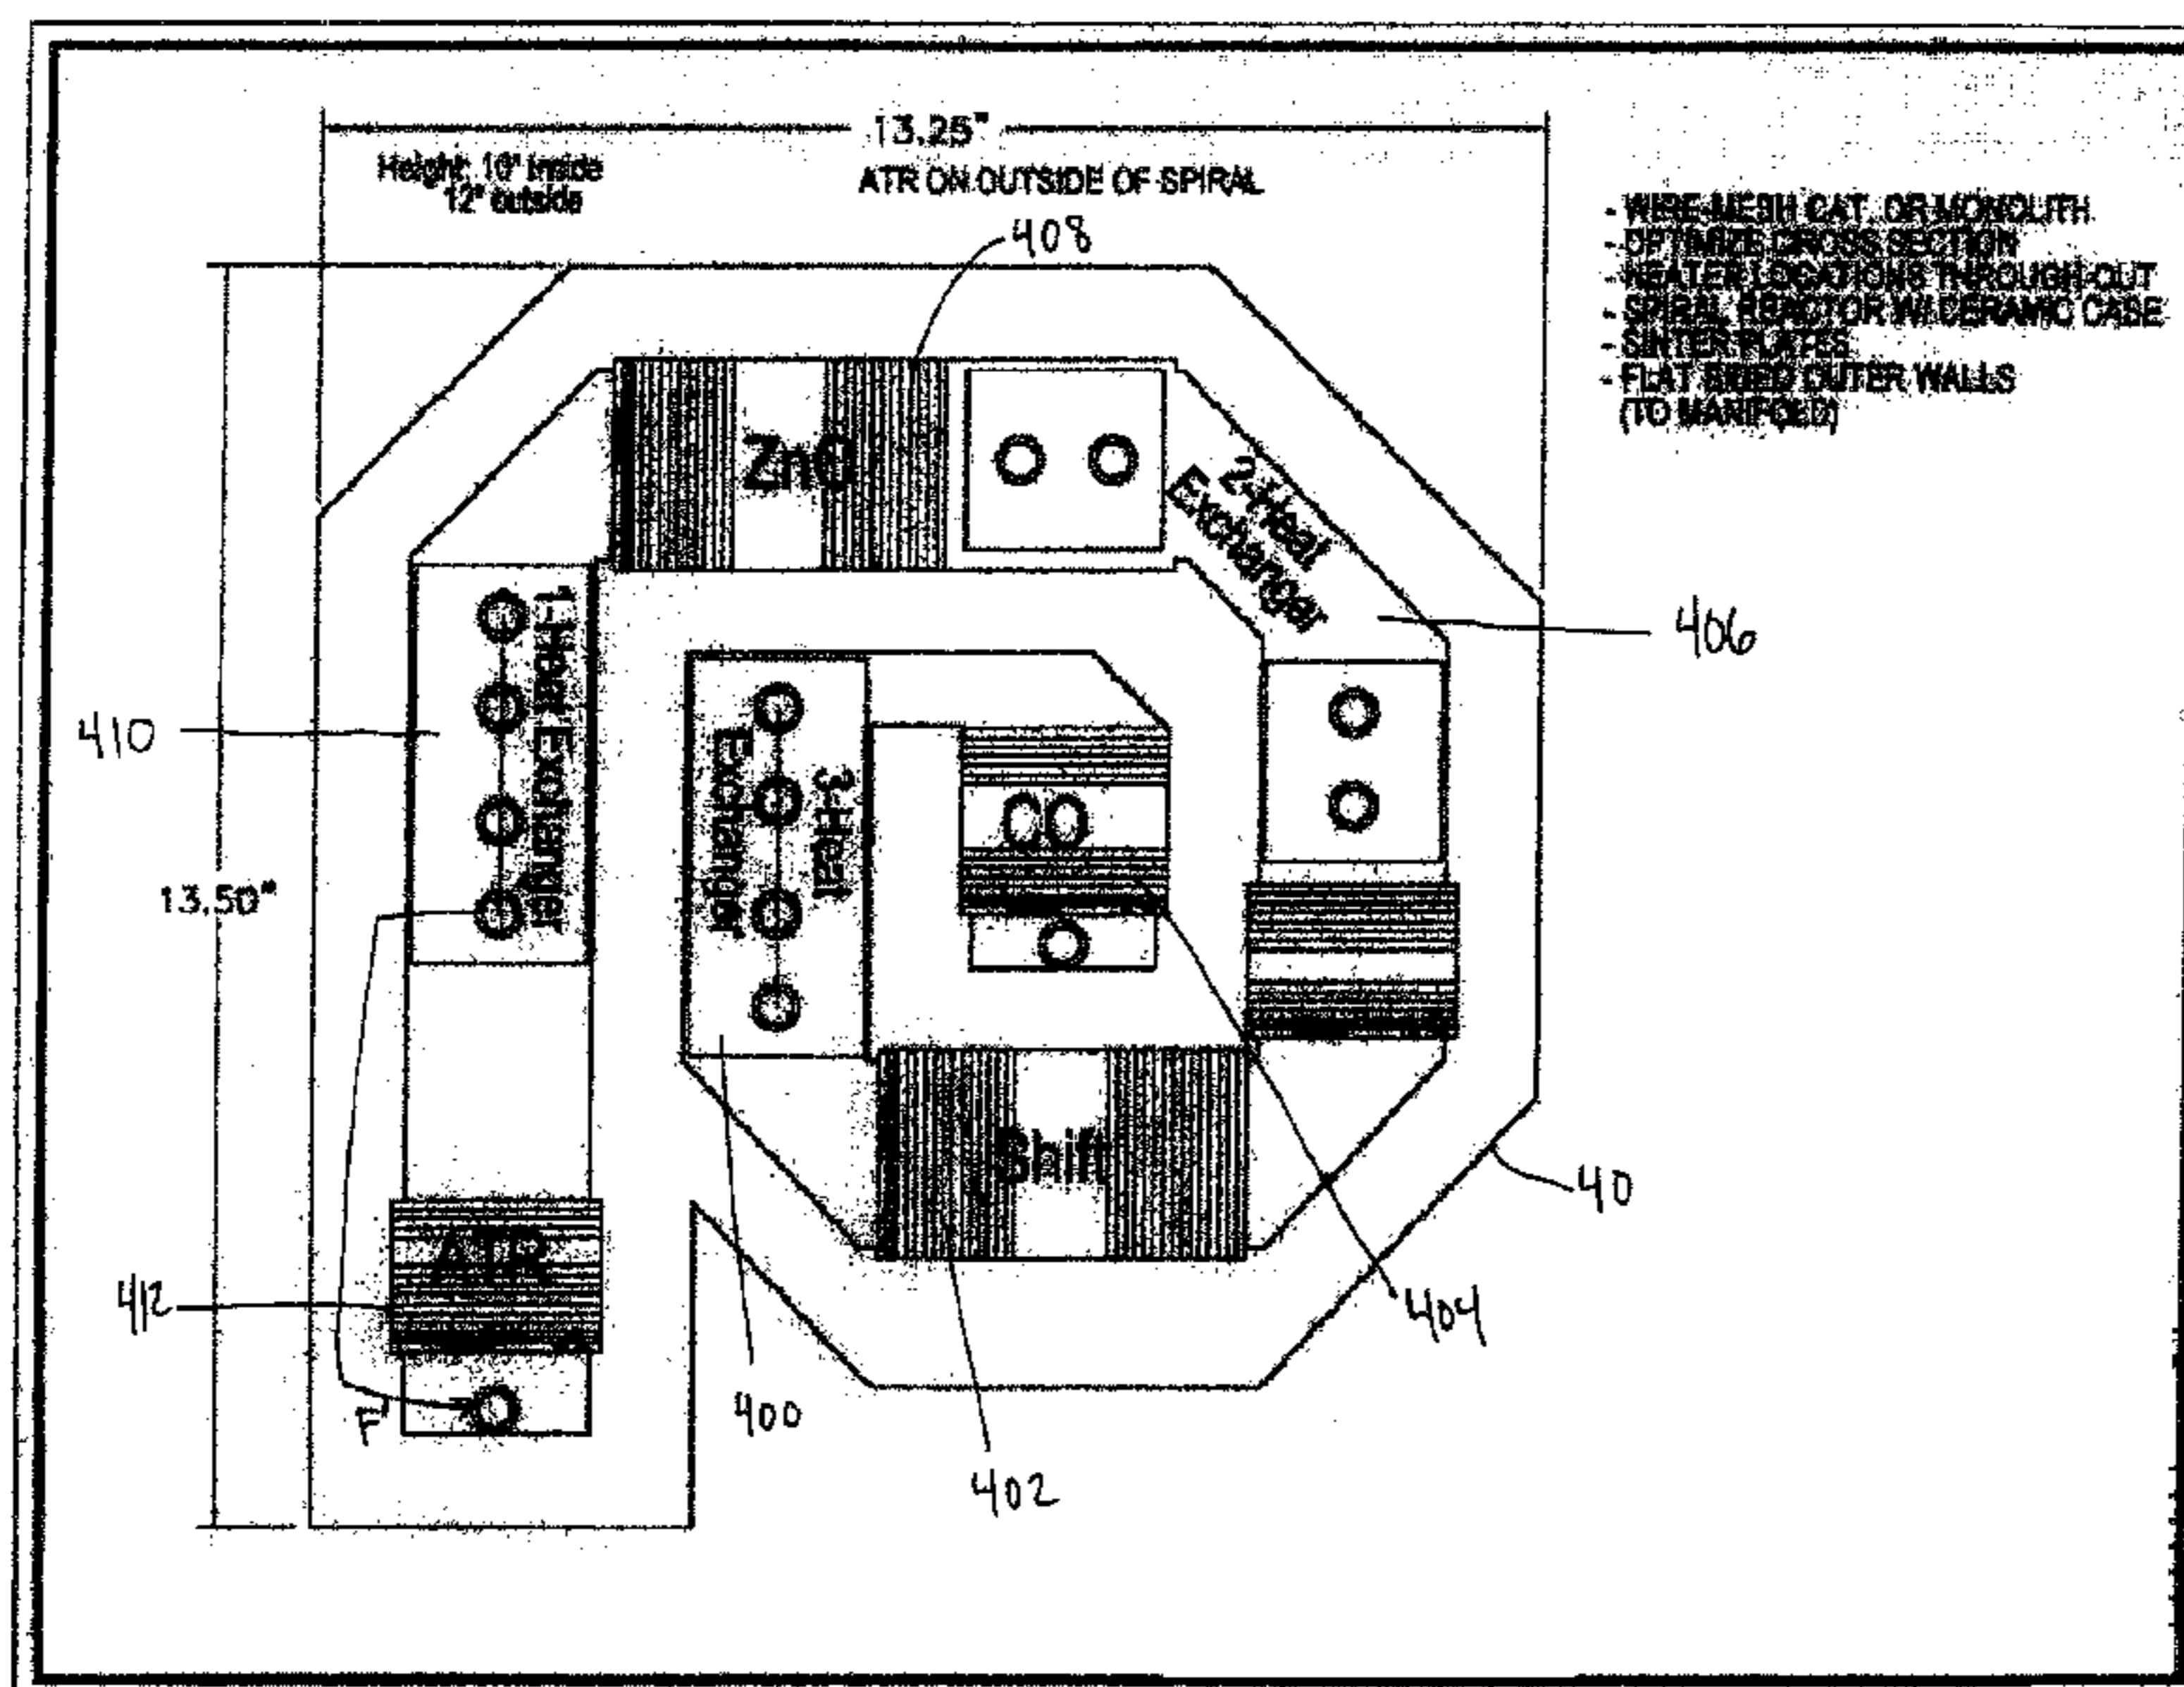 13.25"
Height: 10" Inside
12" outside
ATR ON OUTSIDE OF SPIRAL
- WIRE-MESH CAT. OR MONOLITH
- OPTIMIZE CROSS SECTION
- HEATER LOCATIONS THROUGH-OUT
- SPIRAL REACTOR W/ CERAMIC CASE
- SINTER PLATES
- FLAT SIDED OUTER WALLS
(TO MANIFOLD)
408
ZnO
2-Heat
Exchanger
406
410
1-Heat Exchanger
3-Heat
Exchanger
13.50"
Shift
40
ATR
412
404
F'
400
402